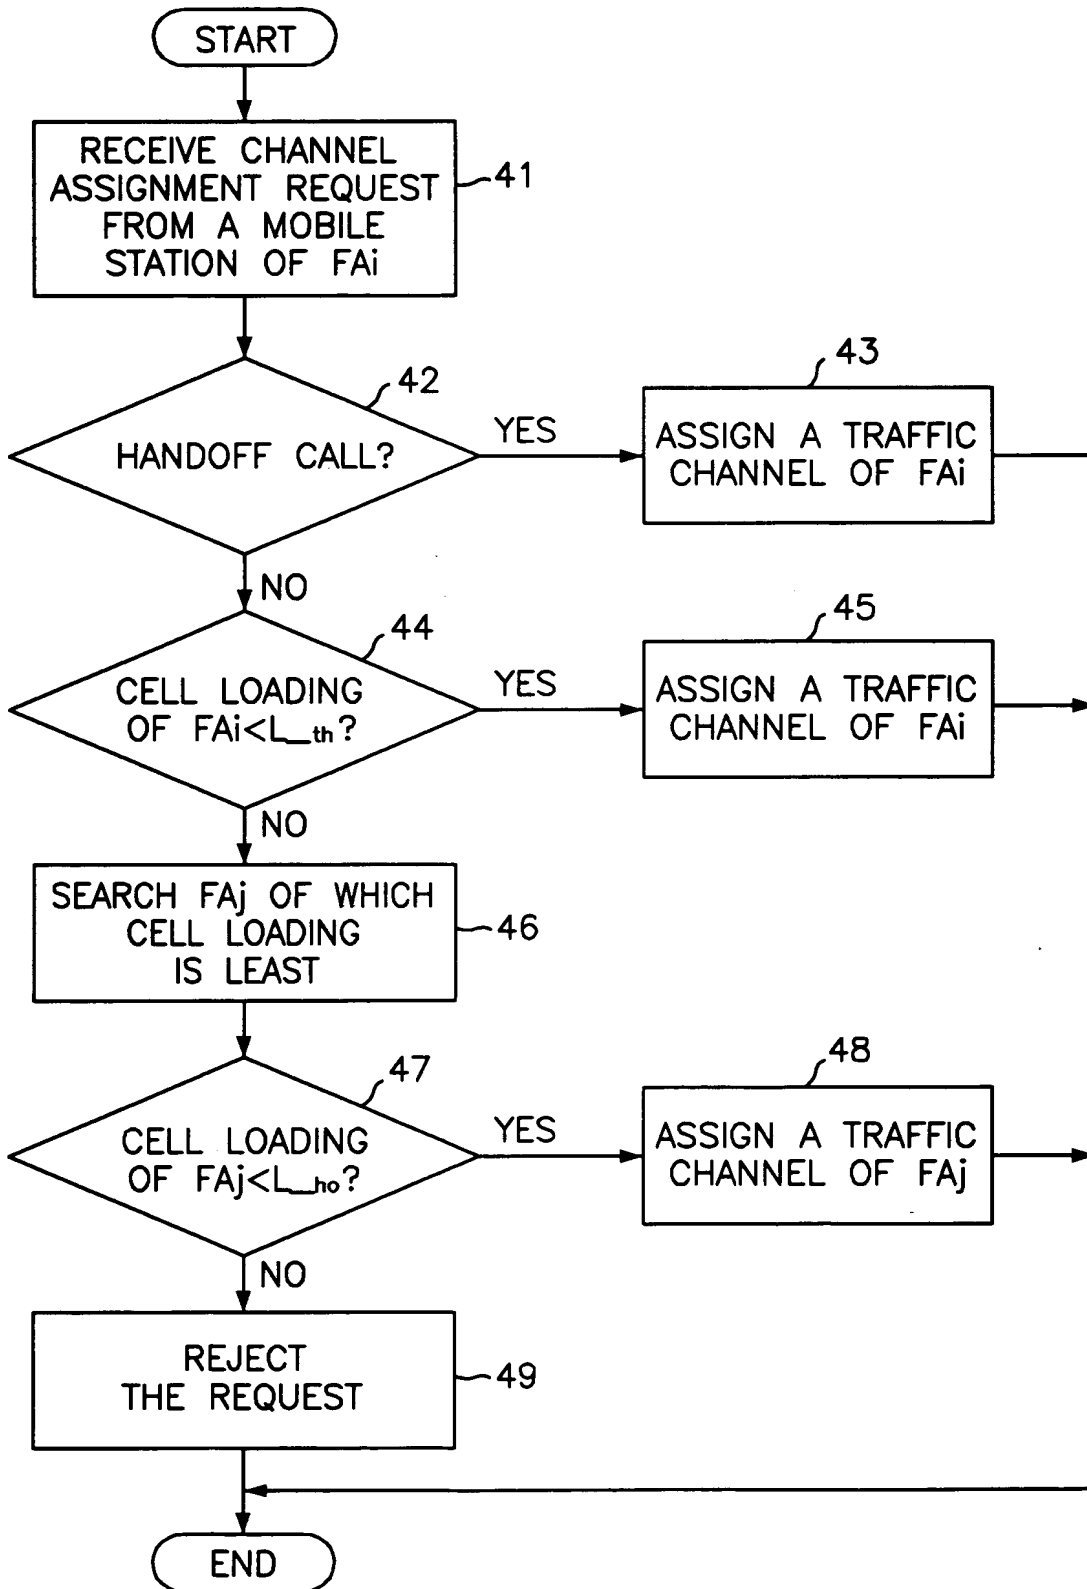 START
RECEIVE CHANNEL
ASSIGNMENT REQUEST
FROM A MOBILE
STATION OF FAi
41
HANDOFF CALL?
42
YES
ASSIGN A TRAFFIC
CHANNEL OF FAi
43
NO
CELL LOADING
OF FAi<L_th?
44
YES
ASSIGN A TRAFFIC
CHANNEL OF FAi
45
NO
SEARCH FAj OF WHICH
CELL LOADING
IS LEAST
46
CELL LOADING
OF FAj<L_ho?
47
YES
ASSIGN A TRAFFIC
CHANNEL OF FAj
48
NO
REJECT
THE REQUEST
49
END